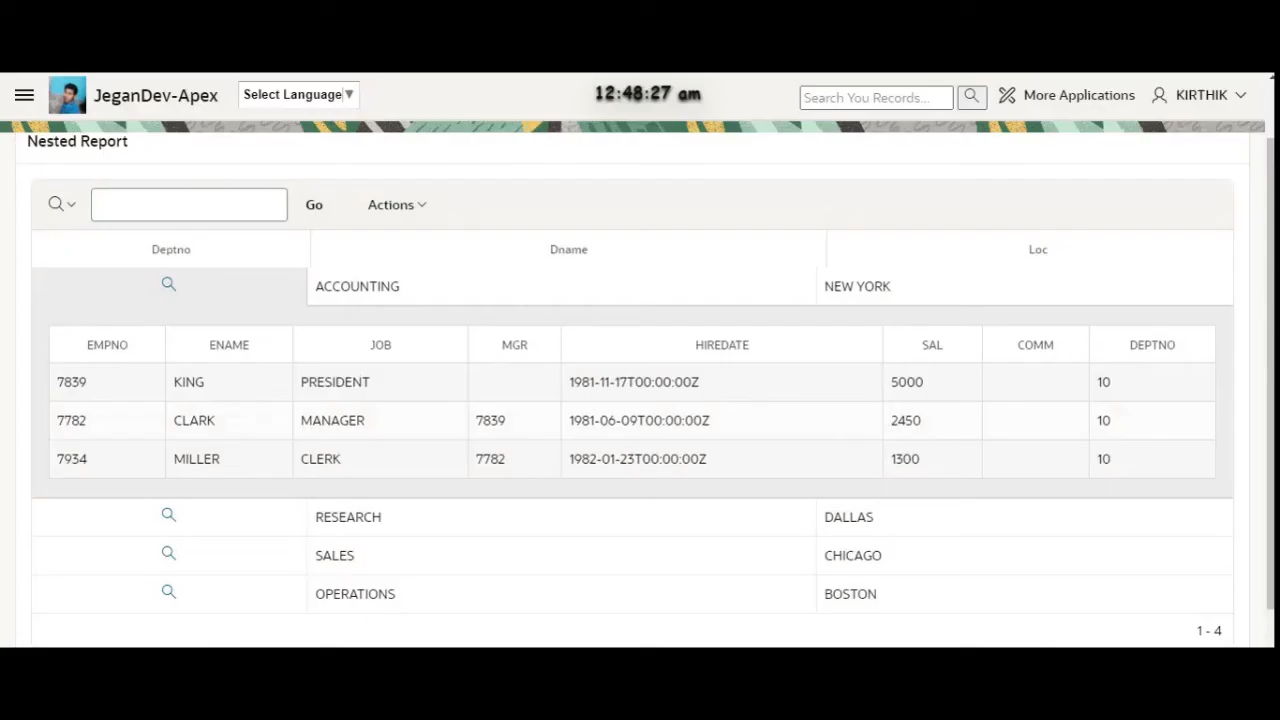 JeganDev-Apex Select Language▼ 12:48:27 am Search You Records... More Applications KIRTHIK
Nested Report
Go Actions
Deptno Dname Loc
ACCOUNTING NEW YORK
EMPNO ENAME JOB MGR HIREDATE SAL COMM DEPTNO
7839 KING PRESIDENT 1981-11-17T00:00:00Z 5000 10
7782 CLARK MANAGER 7839 1981-06-09T00:00:00Z 2450 10
7934 MILLER CLERK 7782 1982-01-23T00:00:00Z 1300 10
RESEARCH DALLAS
SALES CHICAGO
OPERATIONS BOSTON
1 - 4